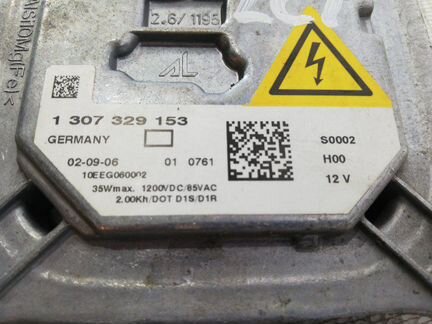 AlSi10MgFe)<
2.6/1195
AL
1 307 329 153
GERMANY
S0002
02-09-06 01 0761
H00
10EEG060002
12 V
35Wmax. 1200VDC/85VAC
2.00Kh/DOT D1S/D1R